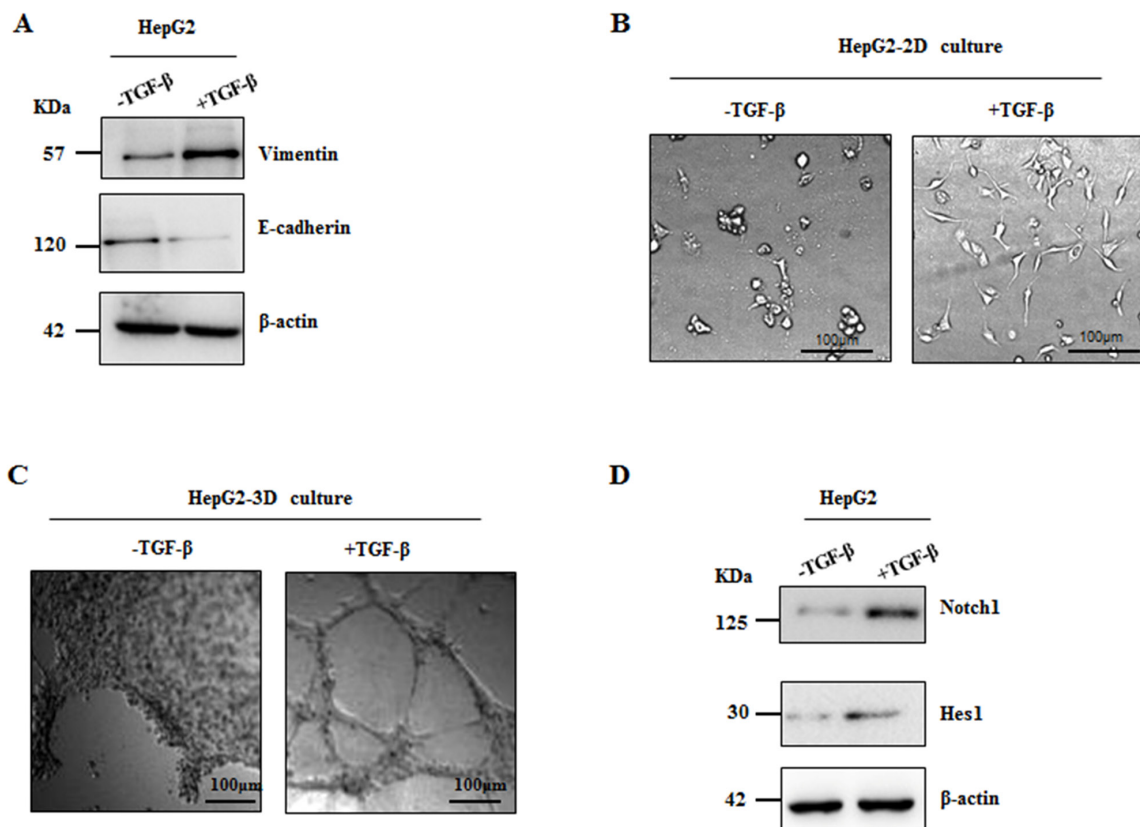 A
HepG2
-TGF-β +TGF-β
KDa
57 Vimentin
120 E-cadherin
42 β-actin
B
HepG2-2D culture
-TGF-β +TGF-β
100μm 100μm
C
HepG2-3D culture
-TGF-β +TGF-β
100μm 100μm
D
HepG2
-TGF-β +TGF-β
KDa
125 Notch1
30 Hes1
42 β-actin